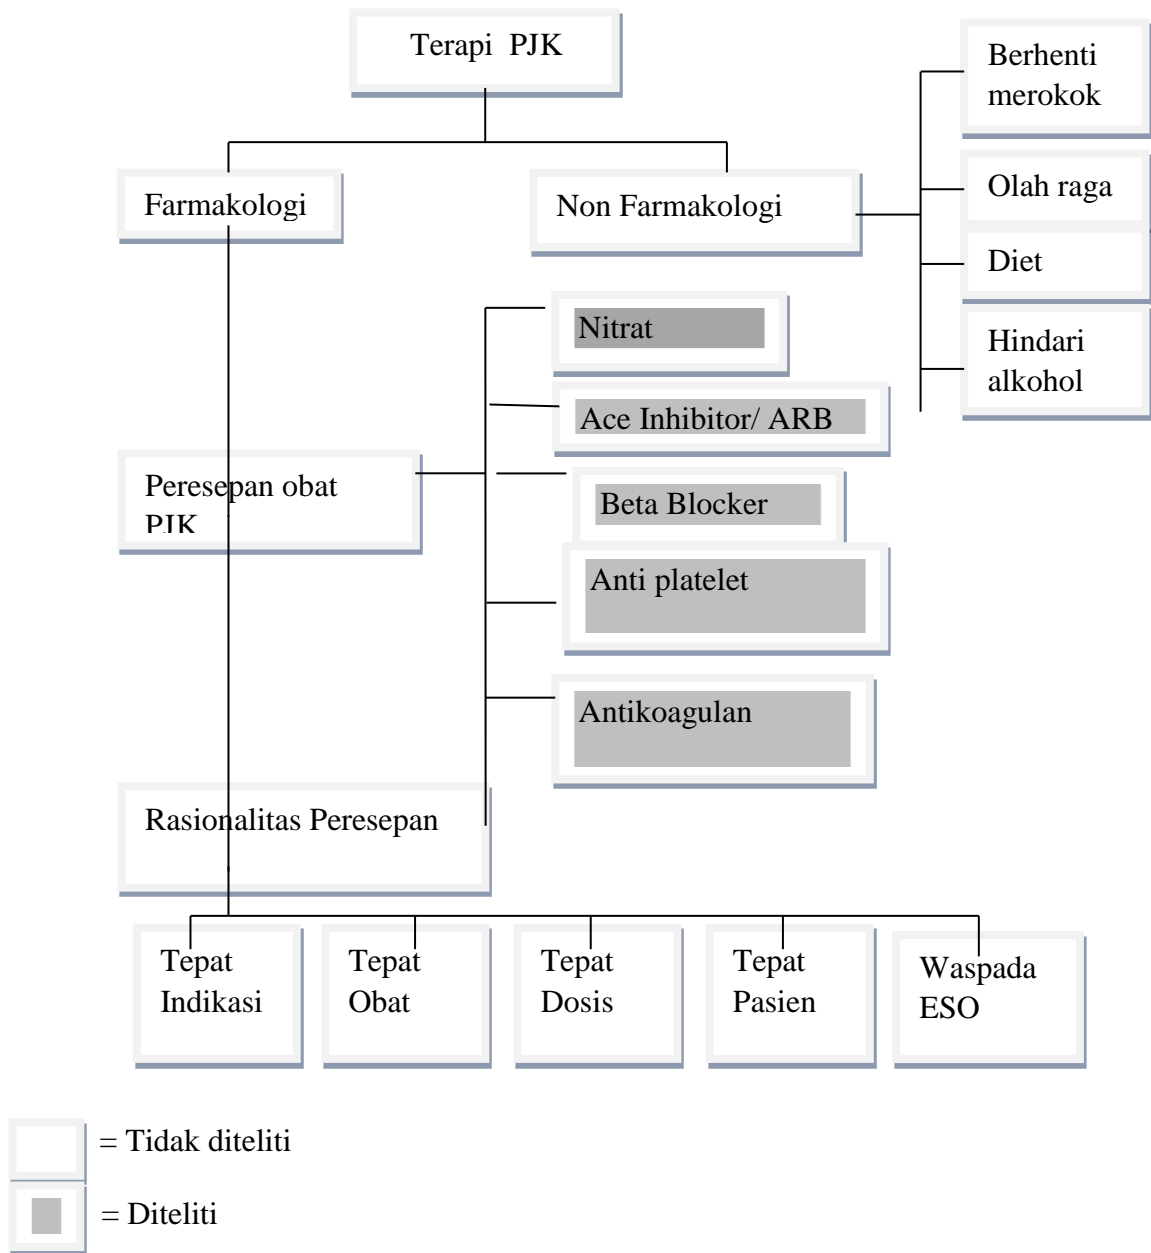 Terapi PJK
Berhenti
merokok
Farmakologi
Non Farmakologi
Olah raga
Diet
Hindari
alkohol
Nitrat
Ace Inhibitor/ ARB
Peresepan obat
PJK
Beta Blocker
Anti platelet
Antikoagulan
Rasionalitas Peresepan
Tepat
Indikasi
Tepat
Obat
Tepat
Dosis
Tepat
Pasien
Waspada
ESO
= Tidak diteliti
= Diteliti